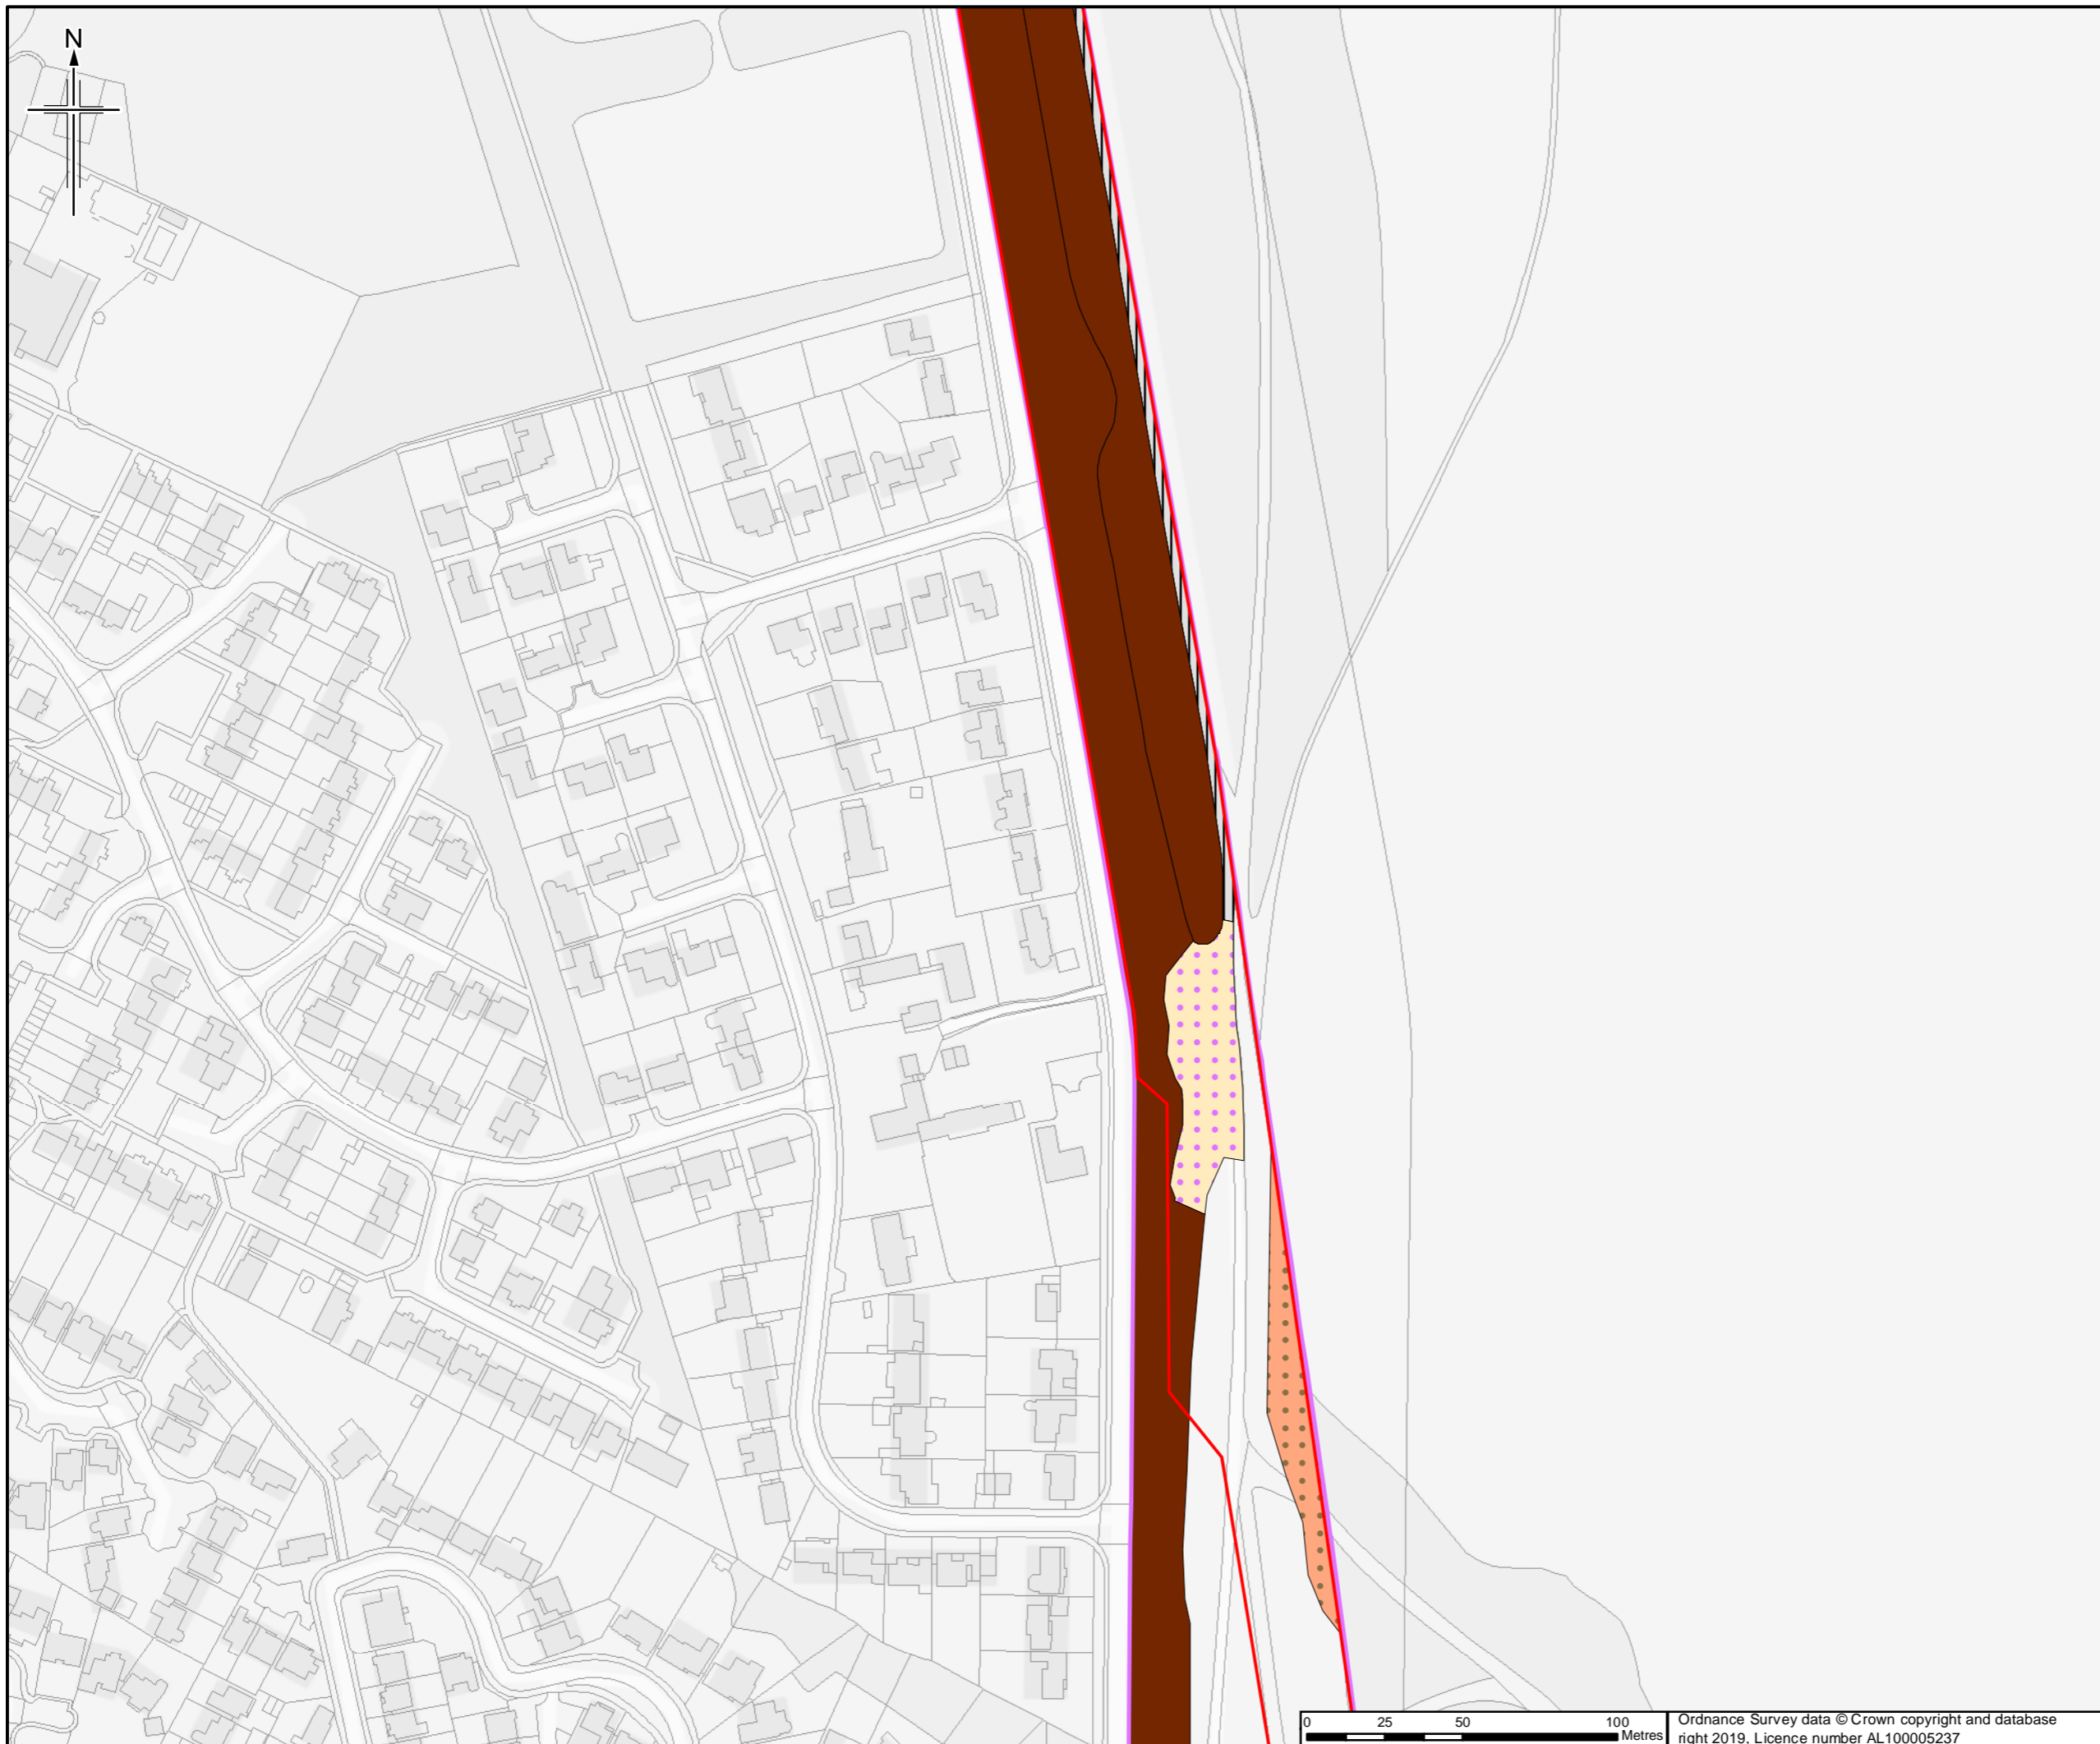 N
0 25 50 100
Metres
Ordnance Survey data © Crown copyright and database
right 2019. Licence number AL100005237